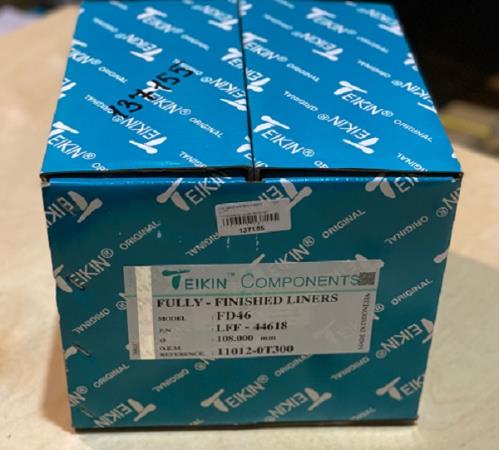 137155
TEIKIN® ORIGINAL
137155
TEIKIN™ COMPONENTS
FULLY - FINISHED LINERS
MODEL : FD46
P/N : LFF - 44618
Ø : 108.000 mm
O.E.M.
REFERENCE. : 11012-0T300
MADE IN INDONESIA